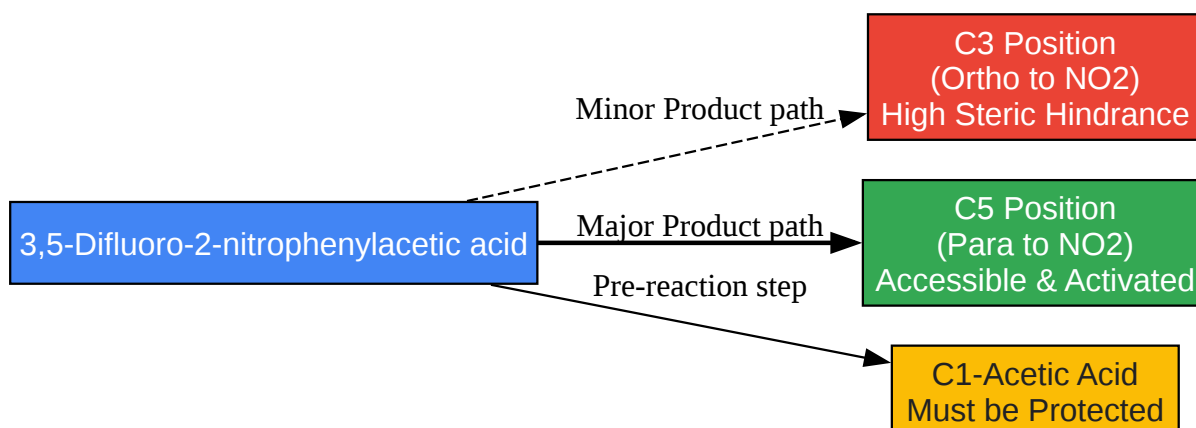 C3 Position
(Ortho to NO2)
High Steric Hindrance
Minor Product path
3,5-Difluoro-2-nitrophenylacetic acid
Major Product path
C5 Position
(Para to NO2)
Accessible & Activated
Pre-reaction step
C1-Acetic Acid
Must be Protected